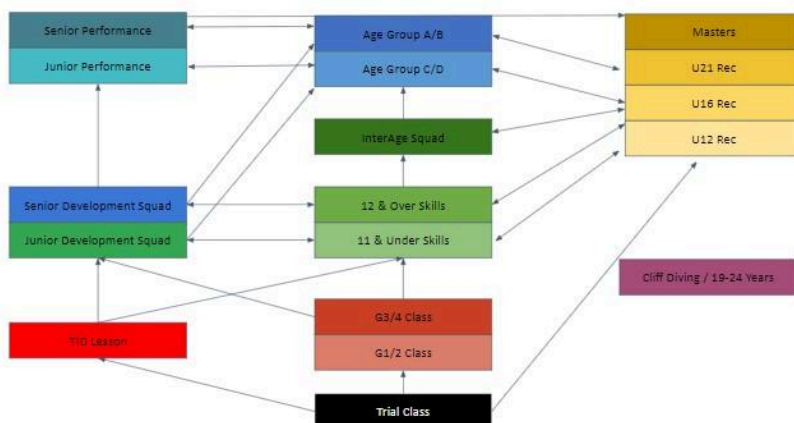 Senior Performance
Junior Performance
Age Group A/B
Age Group C/D
Masters
U21 Rec
U16 Rec
U12 Rec
InterAge Squad
Senior Development Squad
Junior Development Squad
12 & Over Skills
11 & Under Skills
Cliff Diving / 19-24 Years
G3/4 Class
G1/2 Class
TID Leason
Trial Class